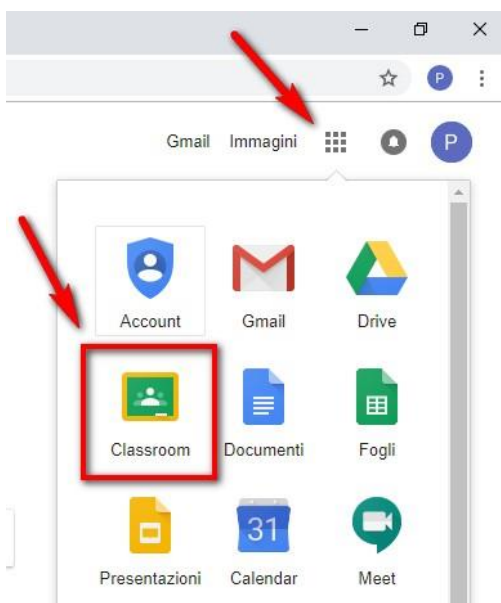 P
Gmail Immagini P
Account Gmail Drive
Classroom Documenti Fogli
31
Presentazioni Calendar Meet